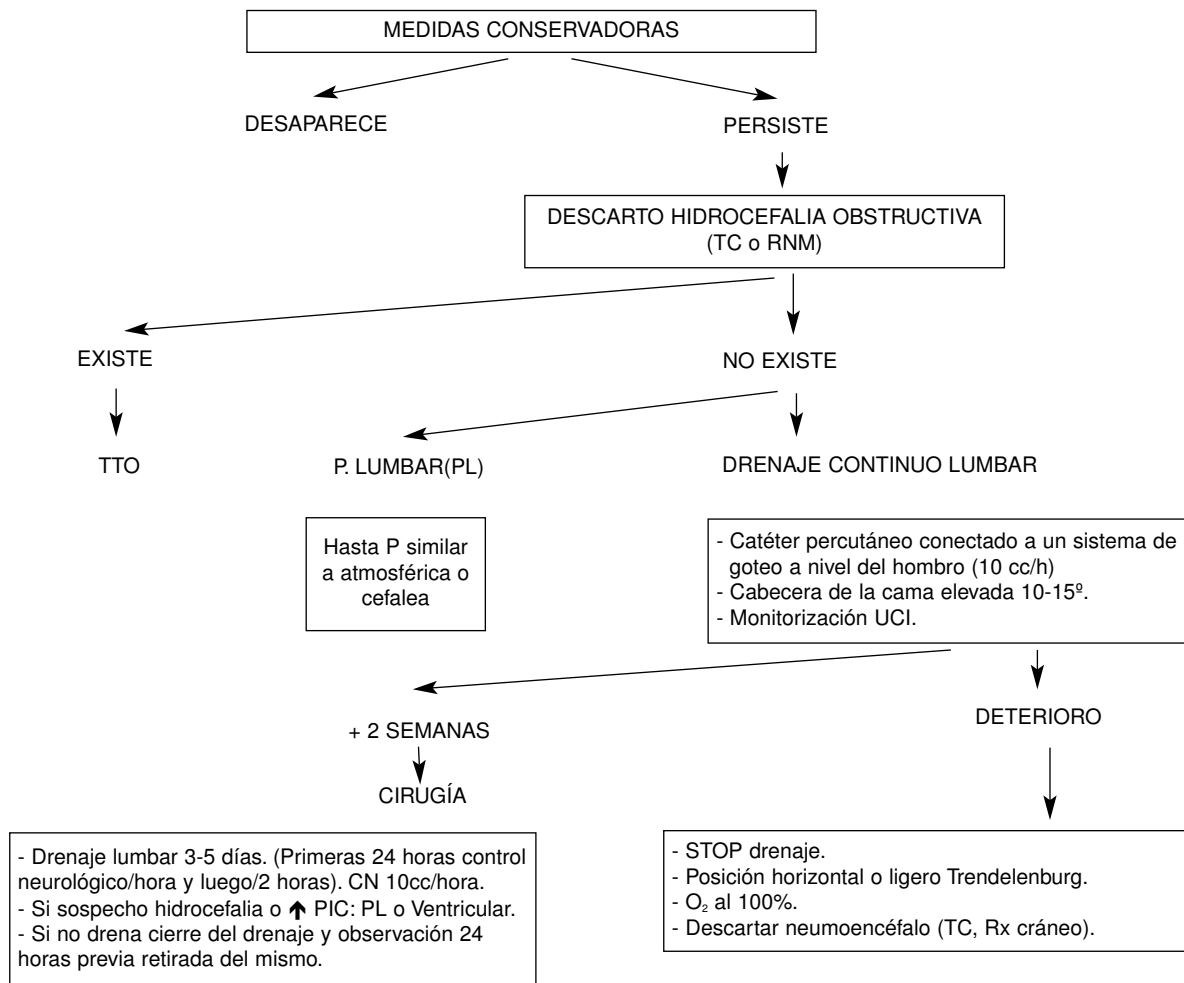 MEDIDAS CONSERVADORAS
DESAPARECE
PERSISTE
DESCARTO HIDROCEFALIA OBSTRUCTIVA
(TC o RNM)
EXISTE
NO EXISTE
TTO
P. LUMBAR(PL)
DRENAJE CONTINUO LUMBAR
Hasta P similar
a atmosférica o
cefalea
- Catéter percutáneo conectado a un sistema de
goteo a nivel del hombro (10 cc/h)
- Cabecera de la cama elevada 10-15º.
- Monitorización UCI.
+ 2 SEMANAS
DETERIORO
CIRUGÍA
- Drenaje lumbar 3-5 días. (Primeras 24 horas control
neurológico/hora y luego/2 horas). CN 10cc/hora.
- Si sospecho hidrocefalia o ↑ PIC: PL o Ventricular.
- Si no drena cierre del drenaje y observación 24
horas previa retirada del mismo.
- STOP drenaje.
- Posición horizontal o ligero Trendelenburg.
- O₂ al 100%.
- Descartar neumoencéfalo (TC, Rx cráneo).